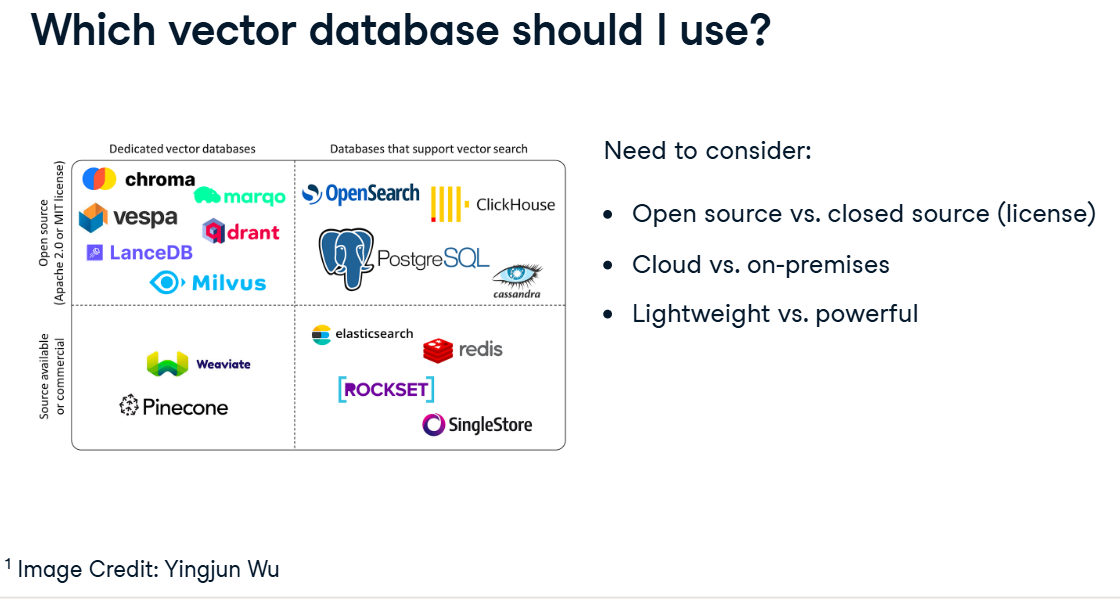 Which vector database should I use?
Dedicated vector databases
Databases that support vector search
Open source
(Apache 2.0 or MIT license)
chroma
marqo
vespa
qdrant
LanceDB
Milvus
OpenSearch
ClickHouse
PostgreSQL
cassandra
Source available
or commercial
Weaviate
Pinecone
elasticsearch
redis
[ROCKSET]
SingleStore
Need to consider:
• Open source vs. closed source (license)
• Cloud vs. on-premises
• Lightweight vs. powerful
¹ Image Credit: Yingjun Wu